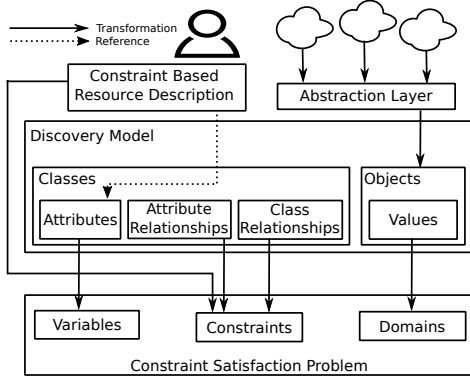 Transformation
Reference
Constraint Based
Resource Description
Abstraction Layer
Discovery Model
Classes
Objects
Attributes
Attribute
Relationships
Class
Relationships
Values
Variables
Constraints
Domains
Constraint Satisfaction Problem